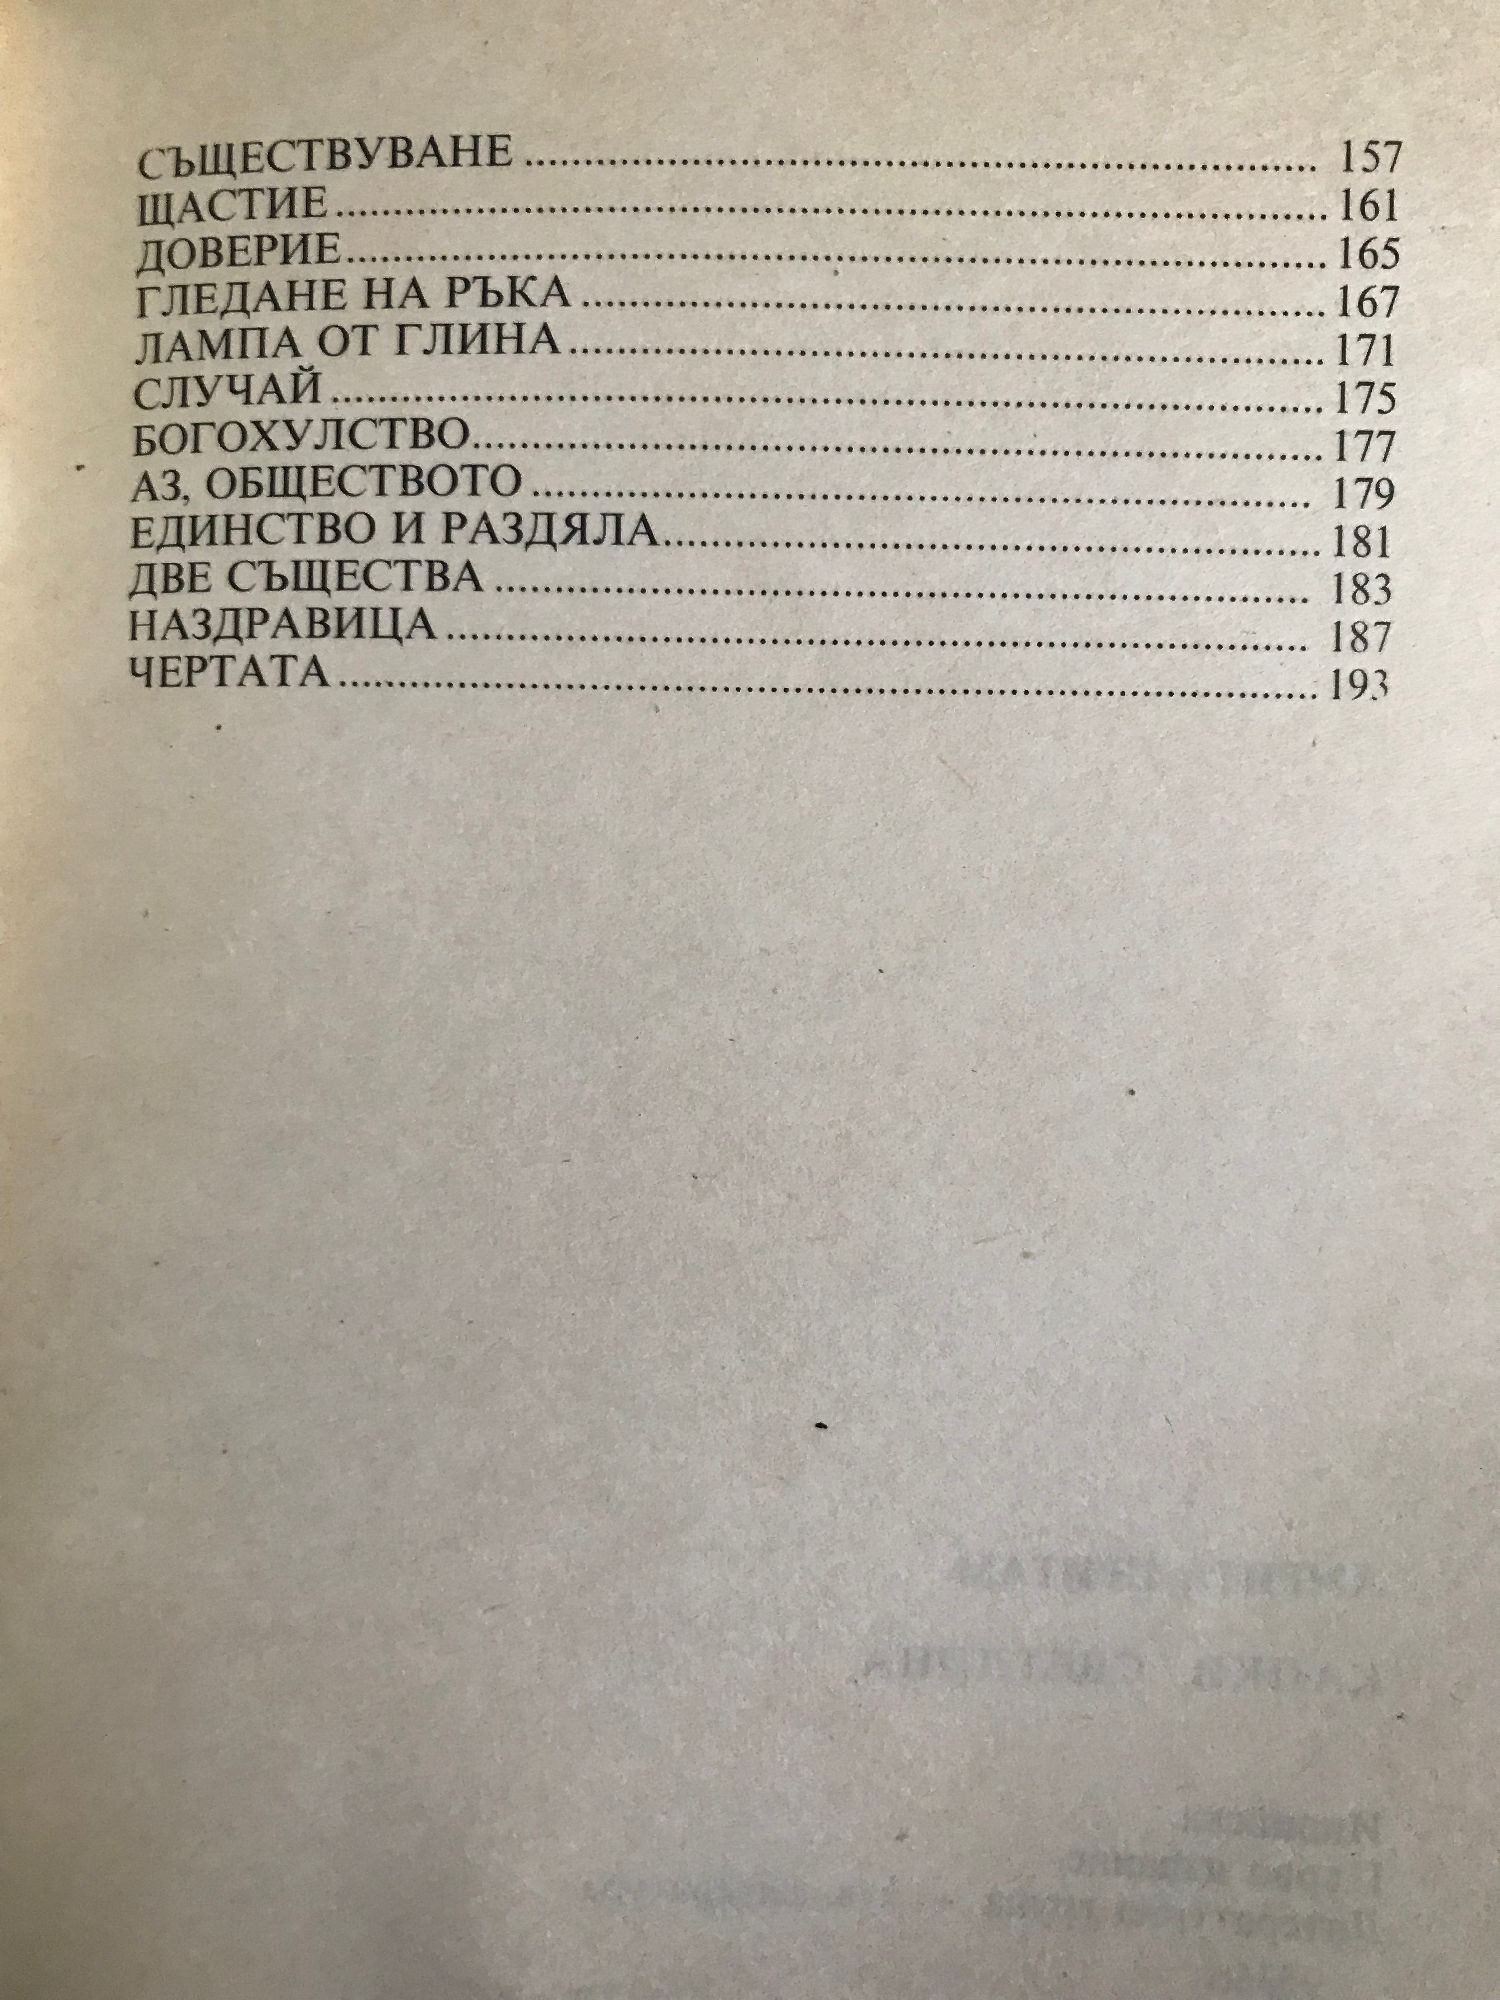 СЪЩЕСТВУВАНЕ ........ 157
ЩАСТИЕ ........ 161
ДОВЕРИЕ ........ 165
ГЛЕДАНЕ НА РЪКА ........ 167
ЛАМПА ОТ ГЛИНА ........ 171
СЛУЧАЙ ........ 175
БОГОХУЛСТВО ........ 177
АЗ, ОБЩЕСТВОТО ........ 179
ЕДИНСТВО И РАЗДЯЛА ........ 181
ДВЕ СЪЩЕСТВА ........ 183
НАЗДРАВИЦА ........ 187
ЧЕРТАТА ........ 193